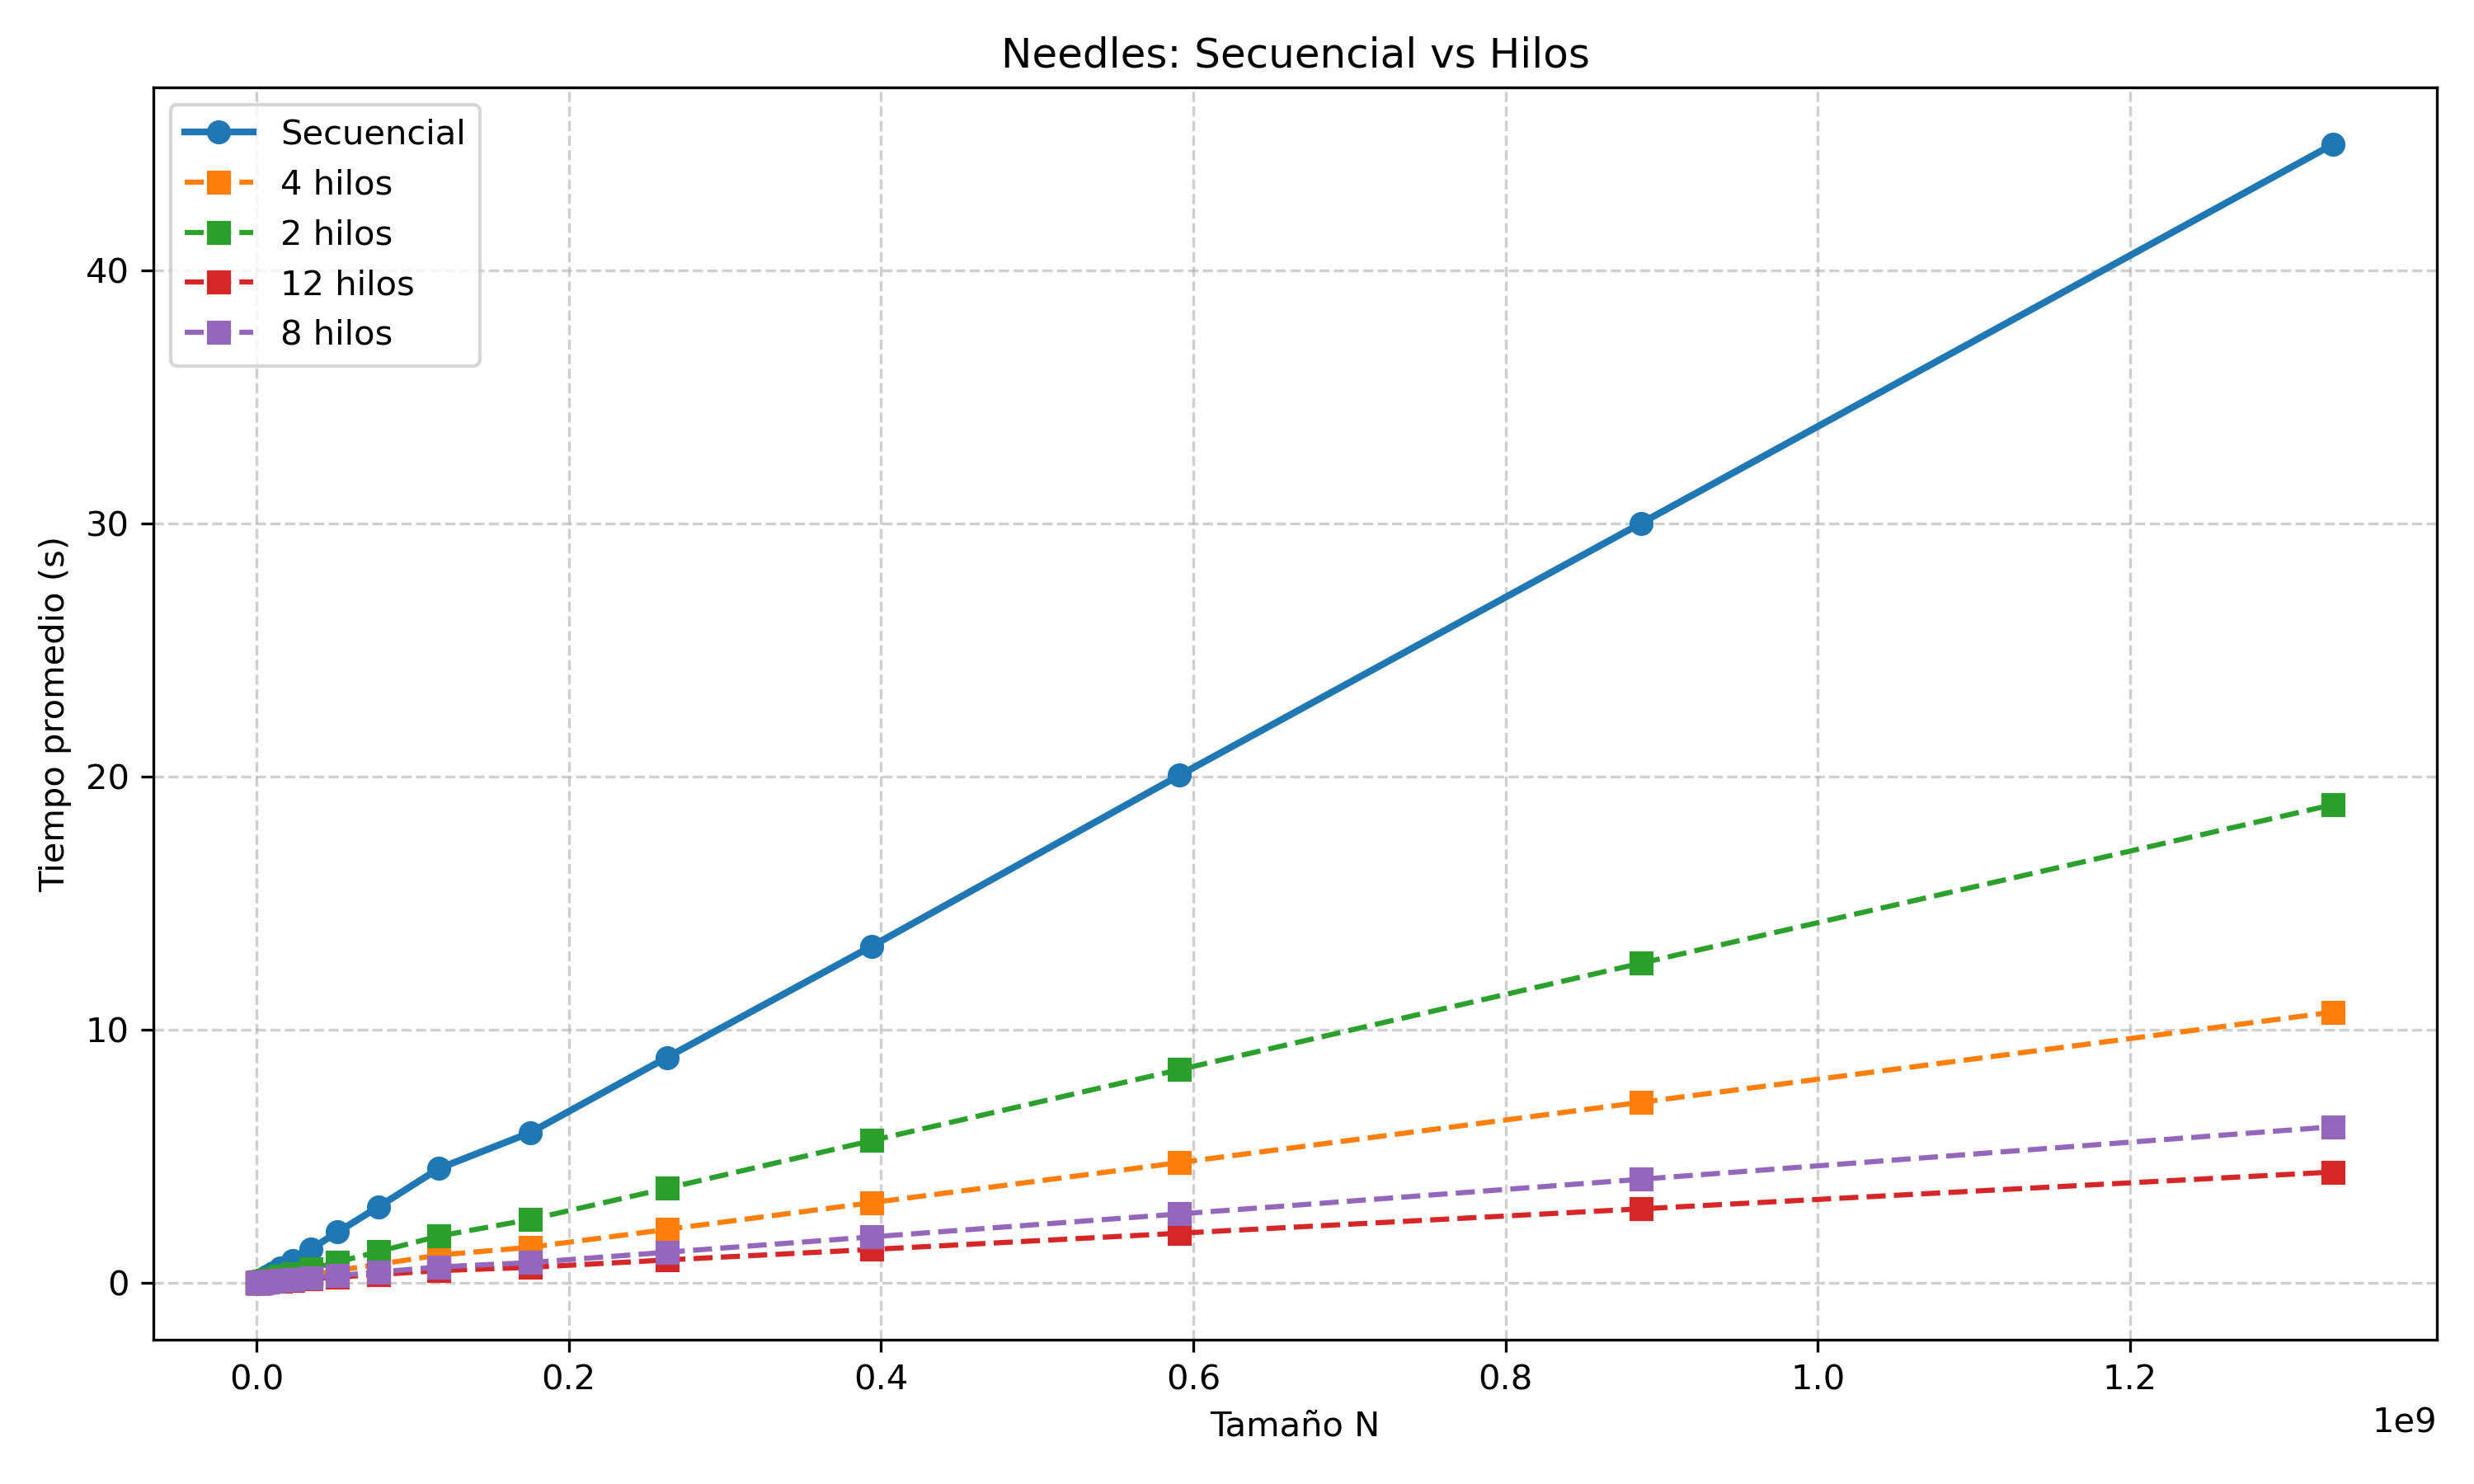 Needles: Secuencial vs Hilos
Secuencial
4 hilos
2 hilos
12 hilos
8 hilos
Tiempo promedio (s)
40
30
20
10
0
0.0 0.2 0.4 0.6 0.8 1.0 1.2
Tamaño N
1e9